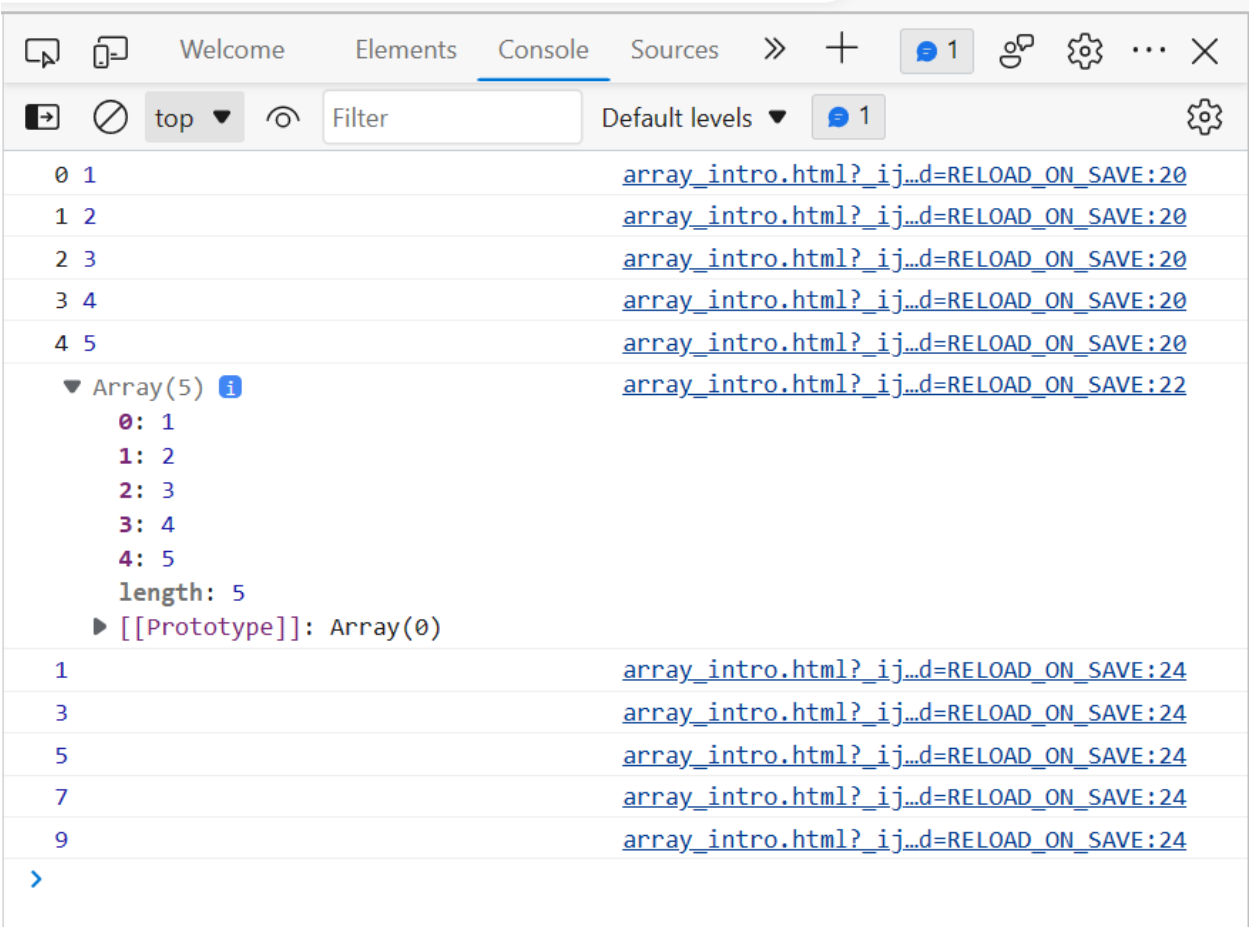 Welcome Elements Console Sources 1
top Filter Default levels 1
0 1 array_intro.html?_ij…d=RELOAD_ON_SAVE:20
1 2 array_intro.html?_ij…d=RELOAD_ON_SAVE:20
2 3 array_intro.html?_ij…d=RELOAD_ON_SAVE:20
3 4 array_intro.html?_ij…d=RELOAD_ON_SAVE:20
4 5 array_intro.html?_ij…d=RELOAD_ON_SAVE:20
Array(5) i array_intro.html?_ij…d=RELOAD_ON_SAVE:22
0: 1
1: 2
2: 3
3: 4
4: 5
length: 5
[[Prototype]]: Array(0)
1 array_intro.html?_ij…d=RELOAD_ON_SAVE:24
3 array_intro.html?_ij…d=RELOAD_ON_SAVE:24
5 array_intro.html?_ij…d=RELOAD_ON_SAVE:24
7 array_intro.html?_ij…d=RELOAD_ON_SAVE:24
9 array_intro.html?_ij…d=RELOAD_ON_SAVE:24